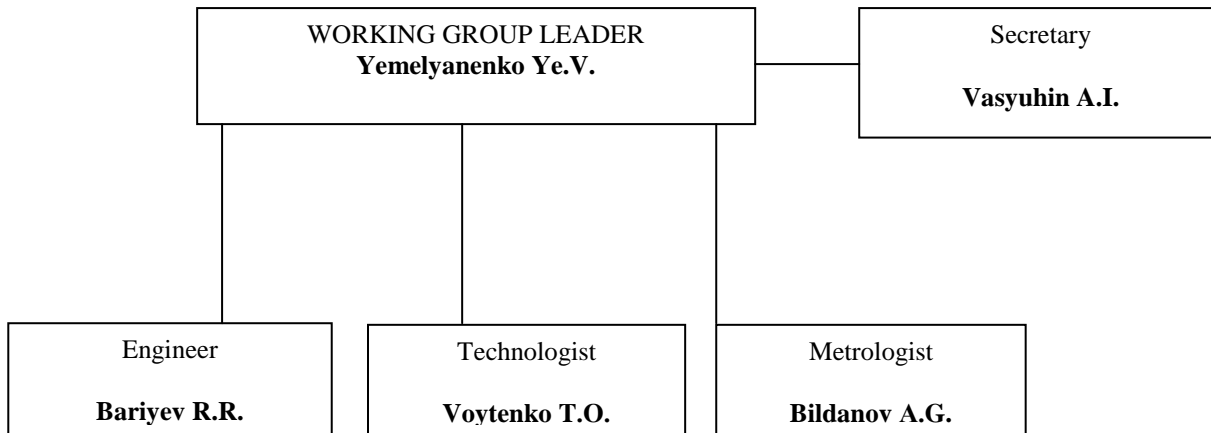 WORKING GROUP LEADER
Yemelyanenko Ye.V.
Secretary
Vasyuhin A.I.
Engineer
Bariyev R.R.
Technologist
Voytenko T.O.
Metrologist
Bildanov A.G.